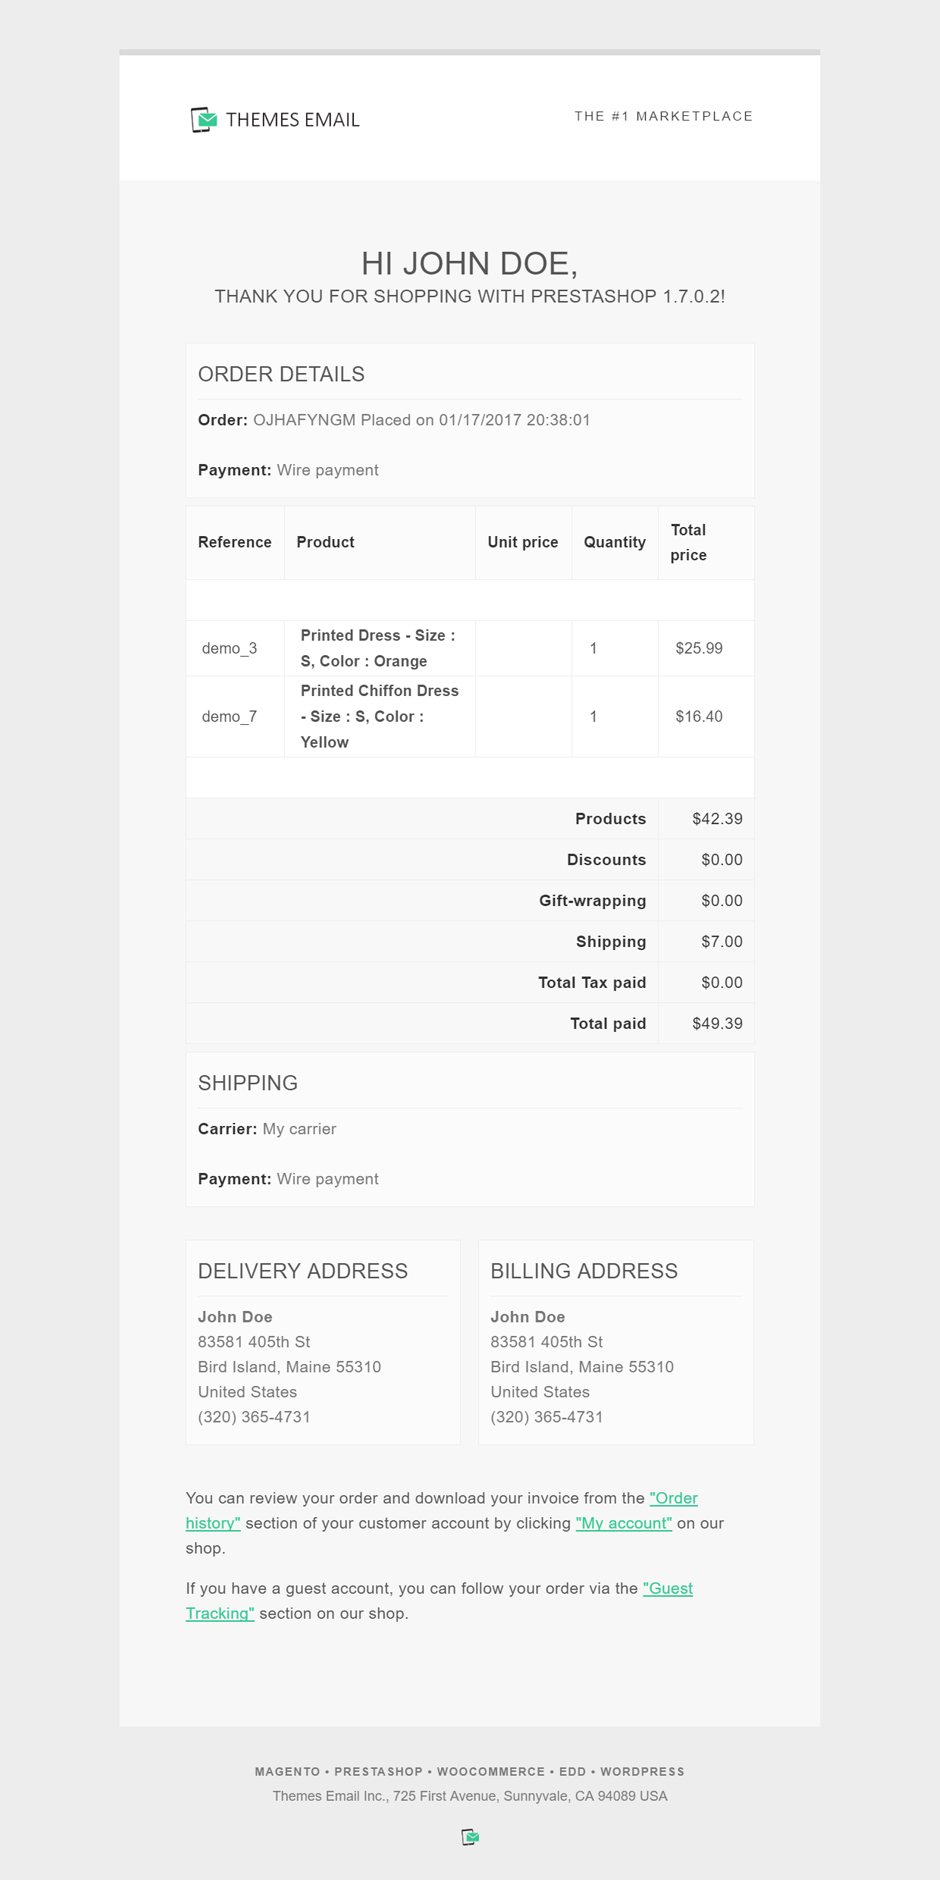 THEMES EMAIL
THE #1 MARKETPLACE
HI JOHN DOE,
THANK YOU FOR SHOPPING WITH PRESTASHOP 1.7.0.2!
ORDER DETAILS
Order: OJHAFYNGM Placed on 01/17/2017 20:38:01
Payment: Wire payment
Reference Product Unit price Quantity Total
price
demo_3 Printed Dress - Size : 1 $25.99
S, Color : Orange
demo_7 Printed Chiffon Dress 1 $16.40
- Size : S, Color :
Yellow
Products $42.39
Discounts $0.00
Gift-wrapping $0.00
Shipping $7.00
Total Tax paid $0.00
Total paid $49.39
SHIPPING
Carrier: My carrier
Payment: Wire payment
DELIVERY ADDRESS
John Doe
83581 405th St
Bird Island, Maine 55310
United States
(320) 365-4731
BILLING ADDRESS
John Doe
83581 405th St
Bird Island, Maine 55310
United States
(320) 365-4731
You can review your order and download your invoice from the "Order
history" section of your customer account by clicking "My account" on our
shop.
If you have a guest account, you can follow your order via the "Guest
Tracking" section on our shop.
MAGENTO • PRESTASHOP • WOOCOMMERCE • EDD • WORDPRESS
Themes Email Inc., 725 First Avenue, Sunnyvale, CA 94089 USA